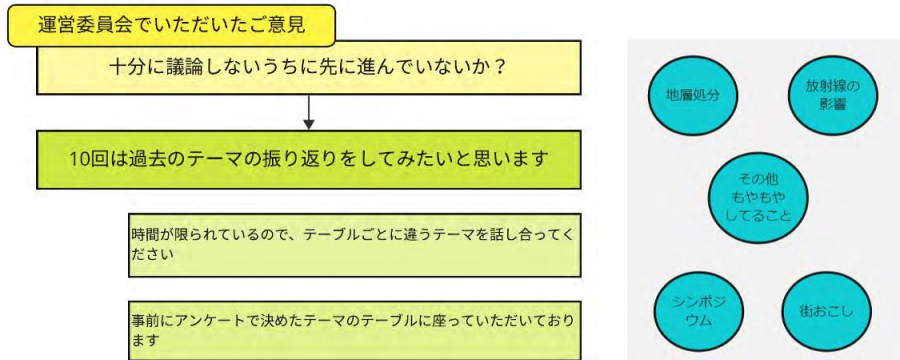 運営委員会でいただいたご意見
十分に議論しないうちに先に進んでいないか？
10回は過去のテーマの振り返りをしてみたいと思います
時間が限られているので、テーブルごとに違うテーマを話し合ってく
ださい
事前にアンケートで決めたテーマのテーブルに座っていただいており
ます
地層処分
放射線の
影響
その他
もやもや
してること
シンポジ
ウム
街おこし